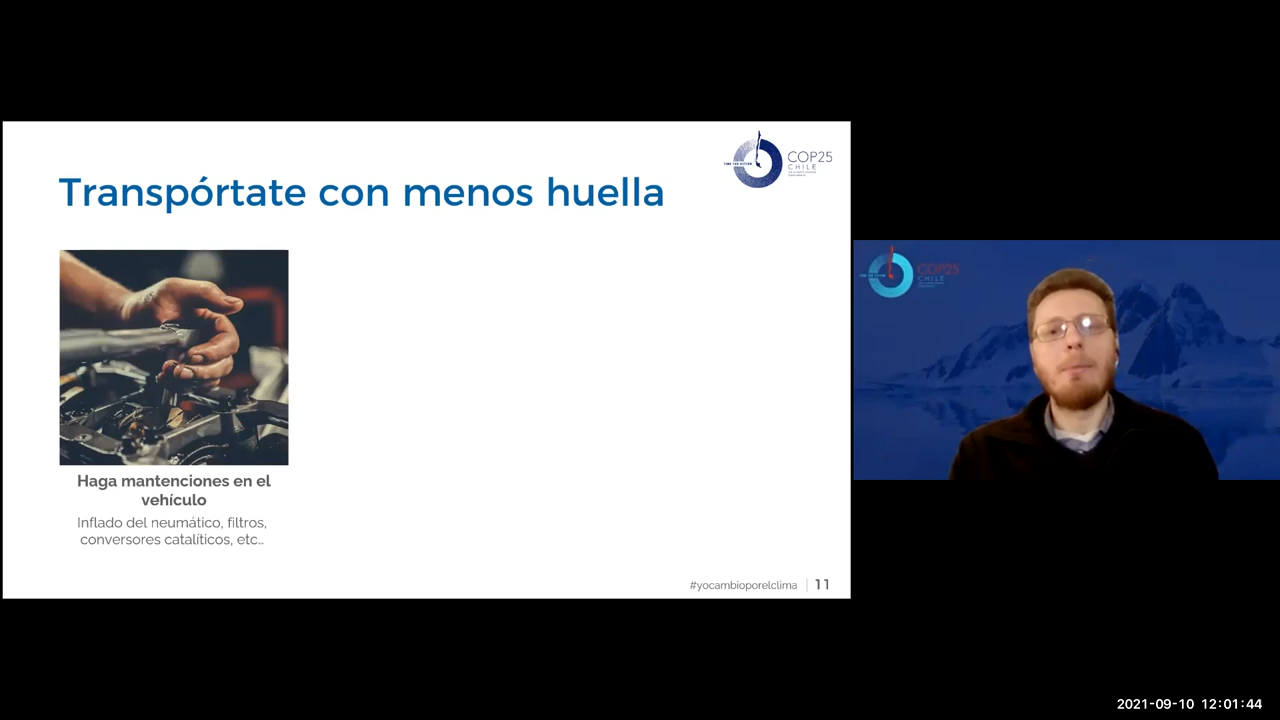 COP25
CHILE
Transpórtate con menos huella
Haga mantenciones en el
vehículo
Inflado del neumático, filtros,
conversores catalíticos, etc...
#yocambioporelclima
11
COP25
CHILE
2021-09-10 12:01:44